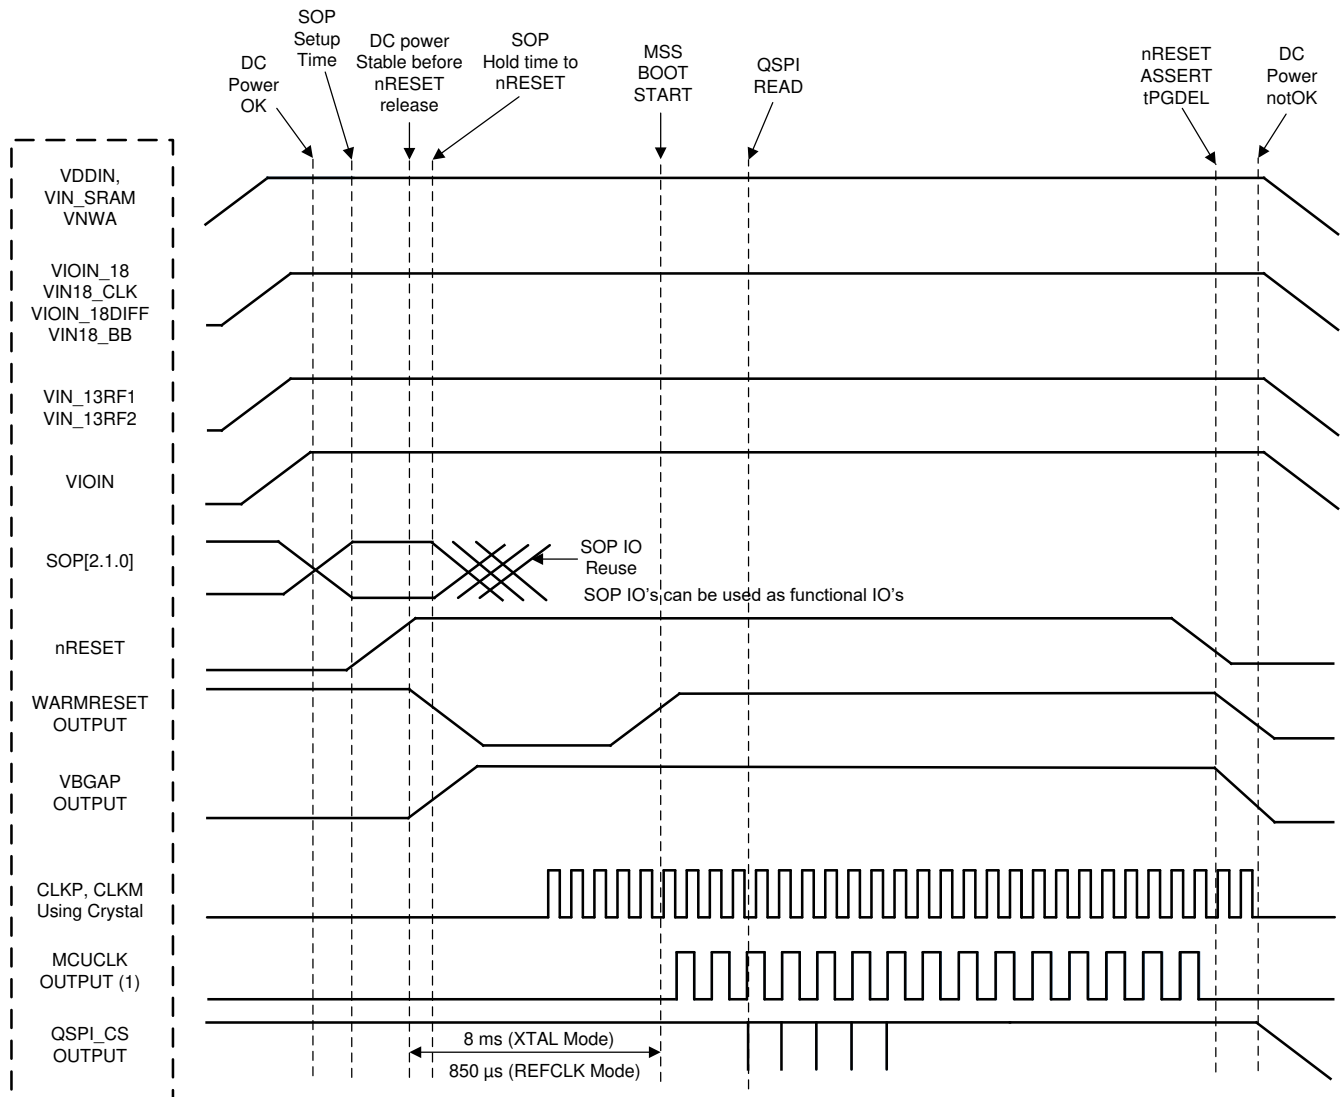 SOP
Setup
Time
DC
Power
OK
DC power
Stable before
nRESET
release
SOP
Hold time to
nRESET
MSS
BOOT
START
QSPI
READ
nRESET
ASSERT
tPGDEL
DC
Power
notOK
VDDIN,
VIN_SRAM
VNWA
VIOIN_18
VIN18_CLK
VIOIN_18DIFF
VIN18_BB
VIN_13RF1
VIN_13RF2
VIOIN
SOP[2.1.0]
SOP IO
Reuse
SOP IO's can be used as functional IO's
nRESET
WARMRESET
OUTPUT
VBGAP
OUTPUT
CLKP, CLKM
Using Crystal
MCUCLK
OUTPUT (1)
QSPI_CS
OUTPUT
8 ms (XTAL Mode)
850 µs (REFCLK Mode)